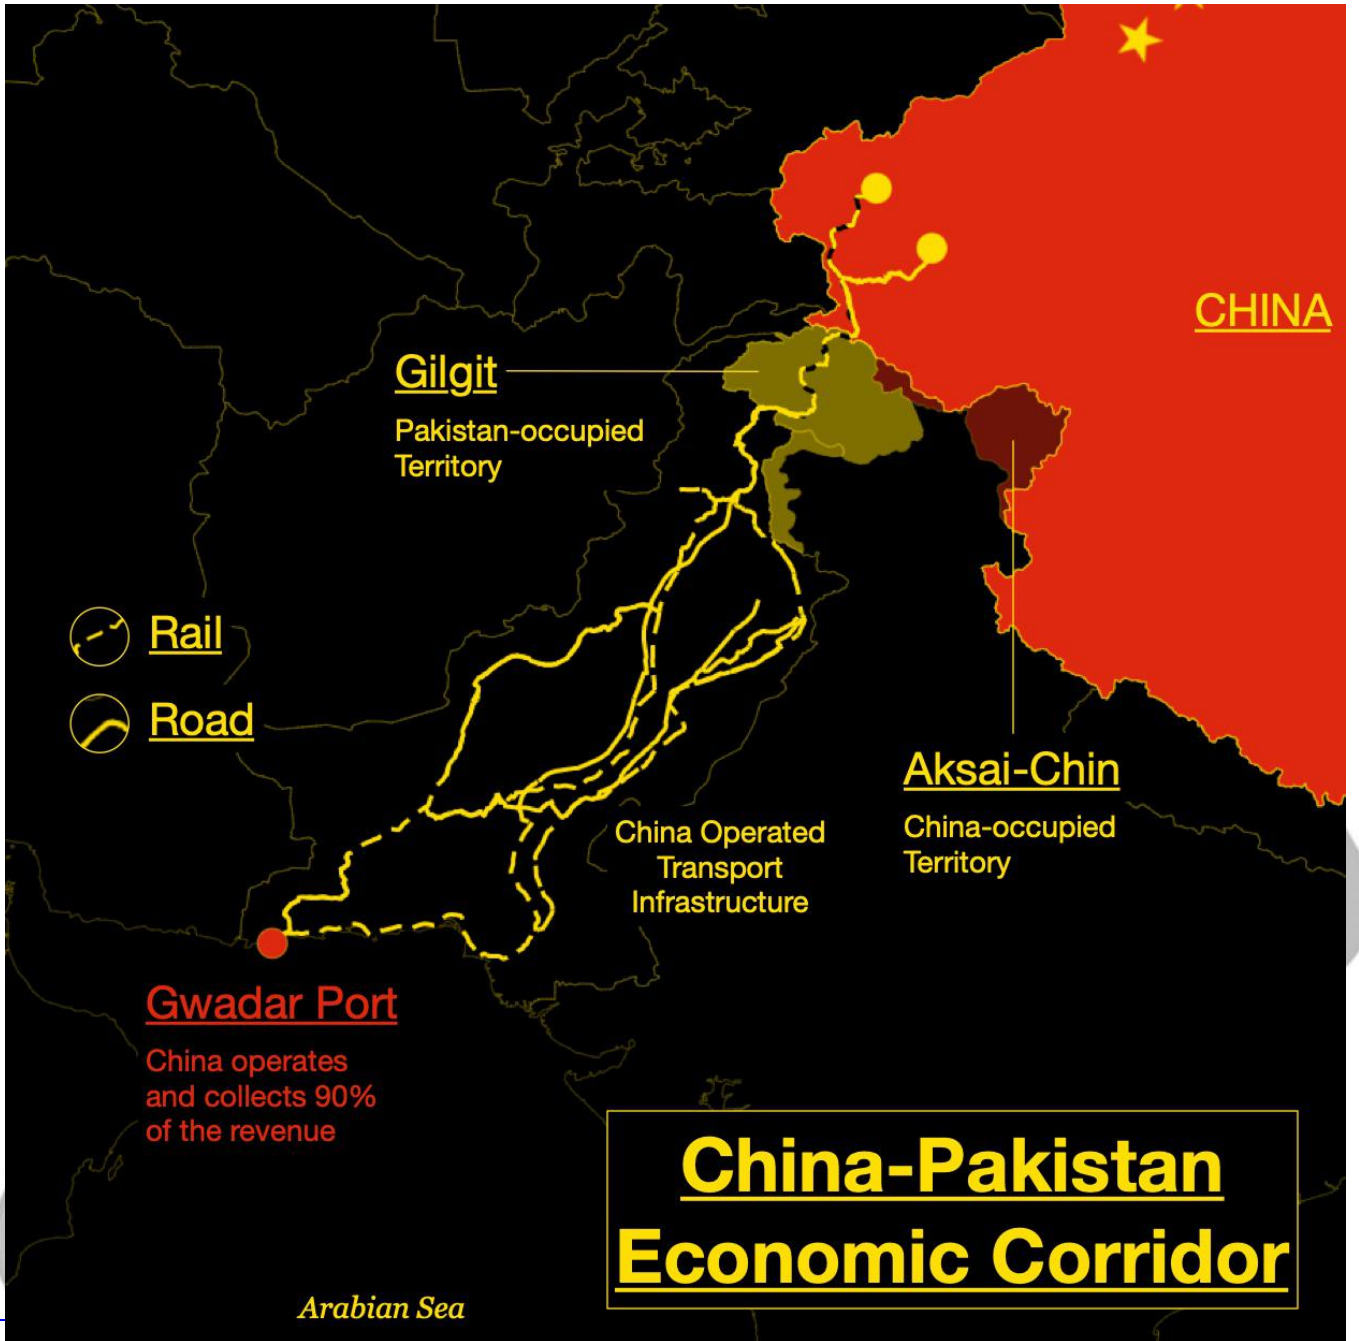 CHINA
Gilgit
Pakistan-occupied
Territory
Rail
Road
Aksai-Chin
China-occupied
Territory
China Operated
Transport
Infrastructure
Gwadar Port
China operates
and collects 90%
of the revenue
China-Pakistan
Economic Corridor
Arabian Sea